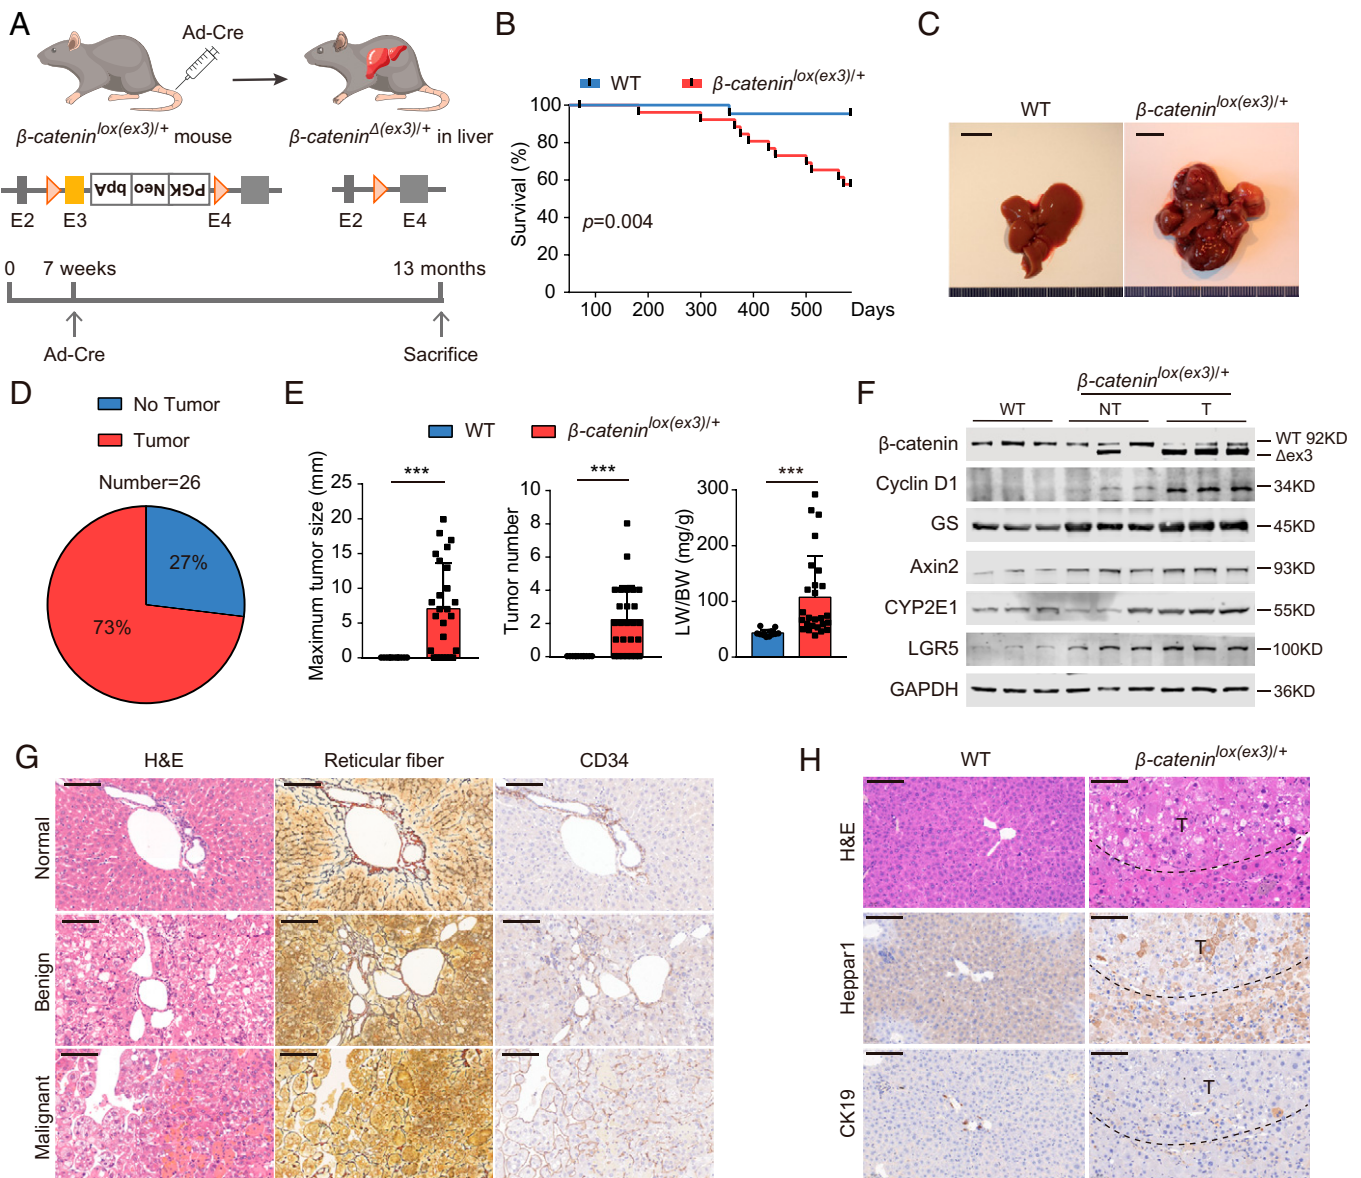 A
Ad-Cre
β-catenin^lox(ex3)/+ mouse
β-catenin^Δ(ex3)/+ in liver
bpA Neo PGK
E2 E3 E4 E2 E4
0 7 weeks 13 months
Ad-Cre Sacrifice
B
WT β-catenin^lox(ex3)/+
Survival (%)
100
80
60
40
20
0
p=0.004
100 200 300 400 500 Days
C
WT β-catenin^lox(ex3)/+
D
No Tumor
Tumor
Number=26
27%
73%
E
WT β-catenin^lox(ex3)/+
Maximum tumor size (mm)
25
20
15
10
5
0
***
Tumor number
10
8
6
4
2
0
***
LW/BW (mg/g)
300
200
100
0
***
F
β-catenin^lox(ex3)/+
WT NT T
β-catenin WT 92KD
Δex3
Cyclin D1 34KD
GS 45KD
Axin2 93KD
CYP2E1 55KD
LGR5 100KD
GAPDH 36KD
G
H&E Reticular fiber CD34
Normal
Benign
Malignant
H
WT β-catenin^lox(ex3)/+
H&E
T
Heppar1
T
CK19
T